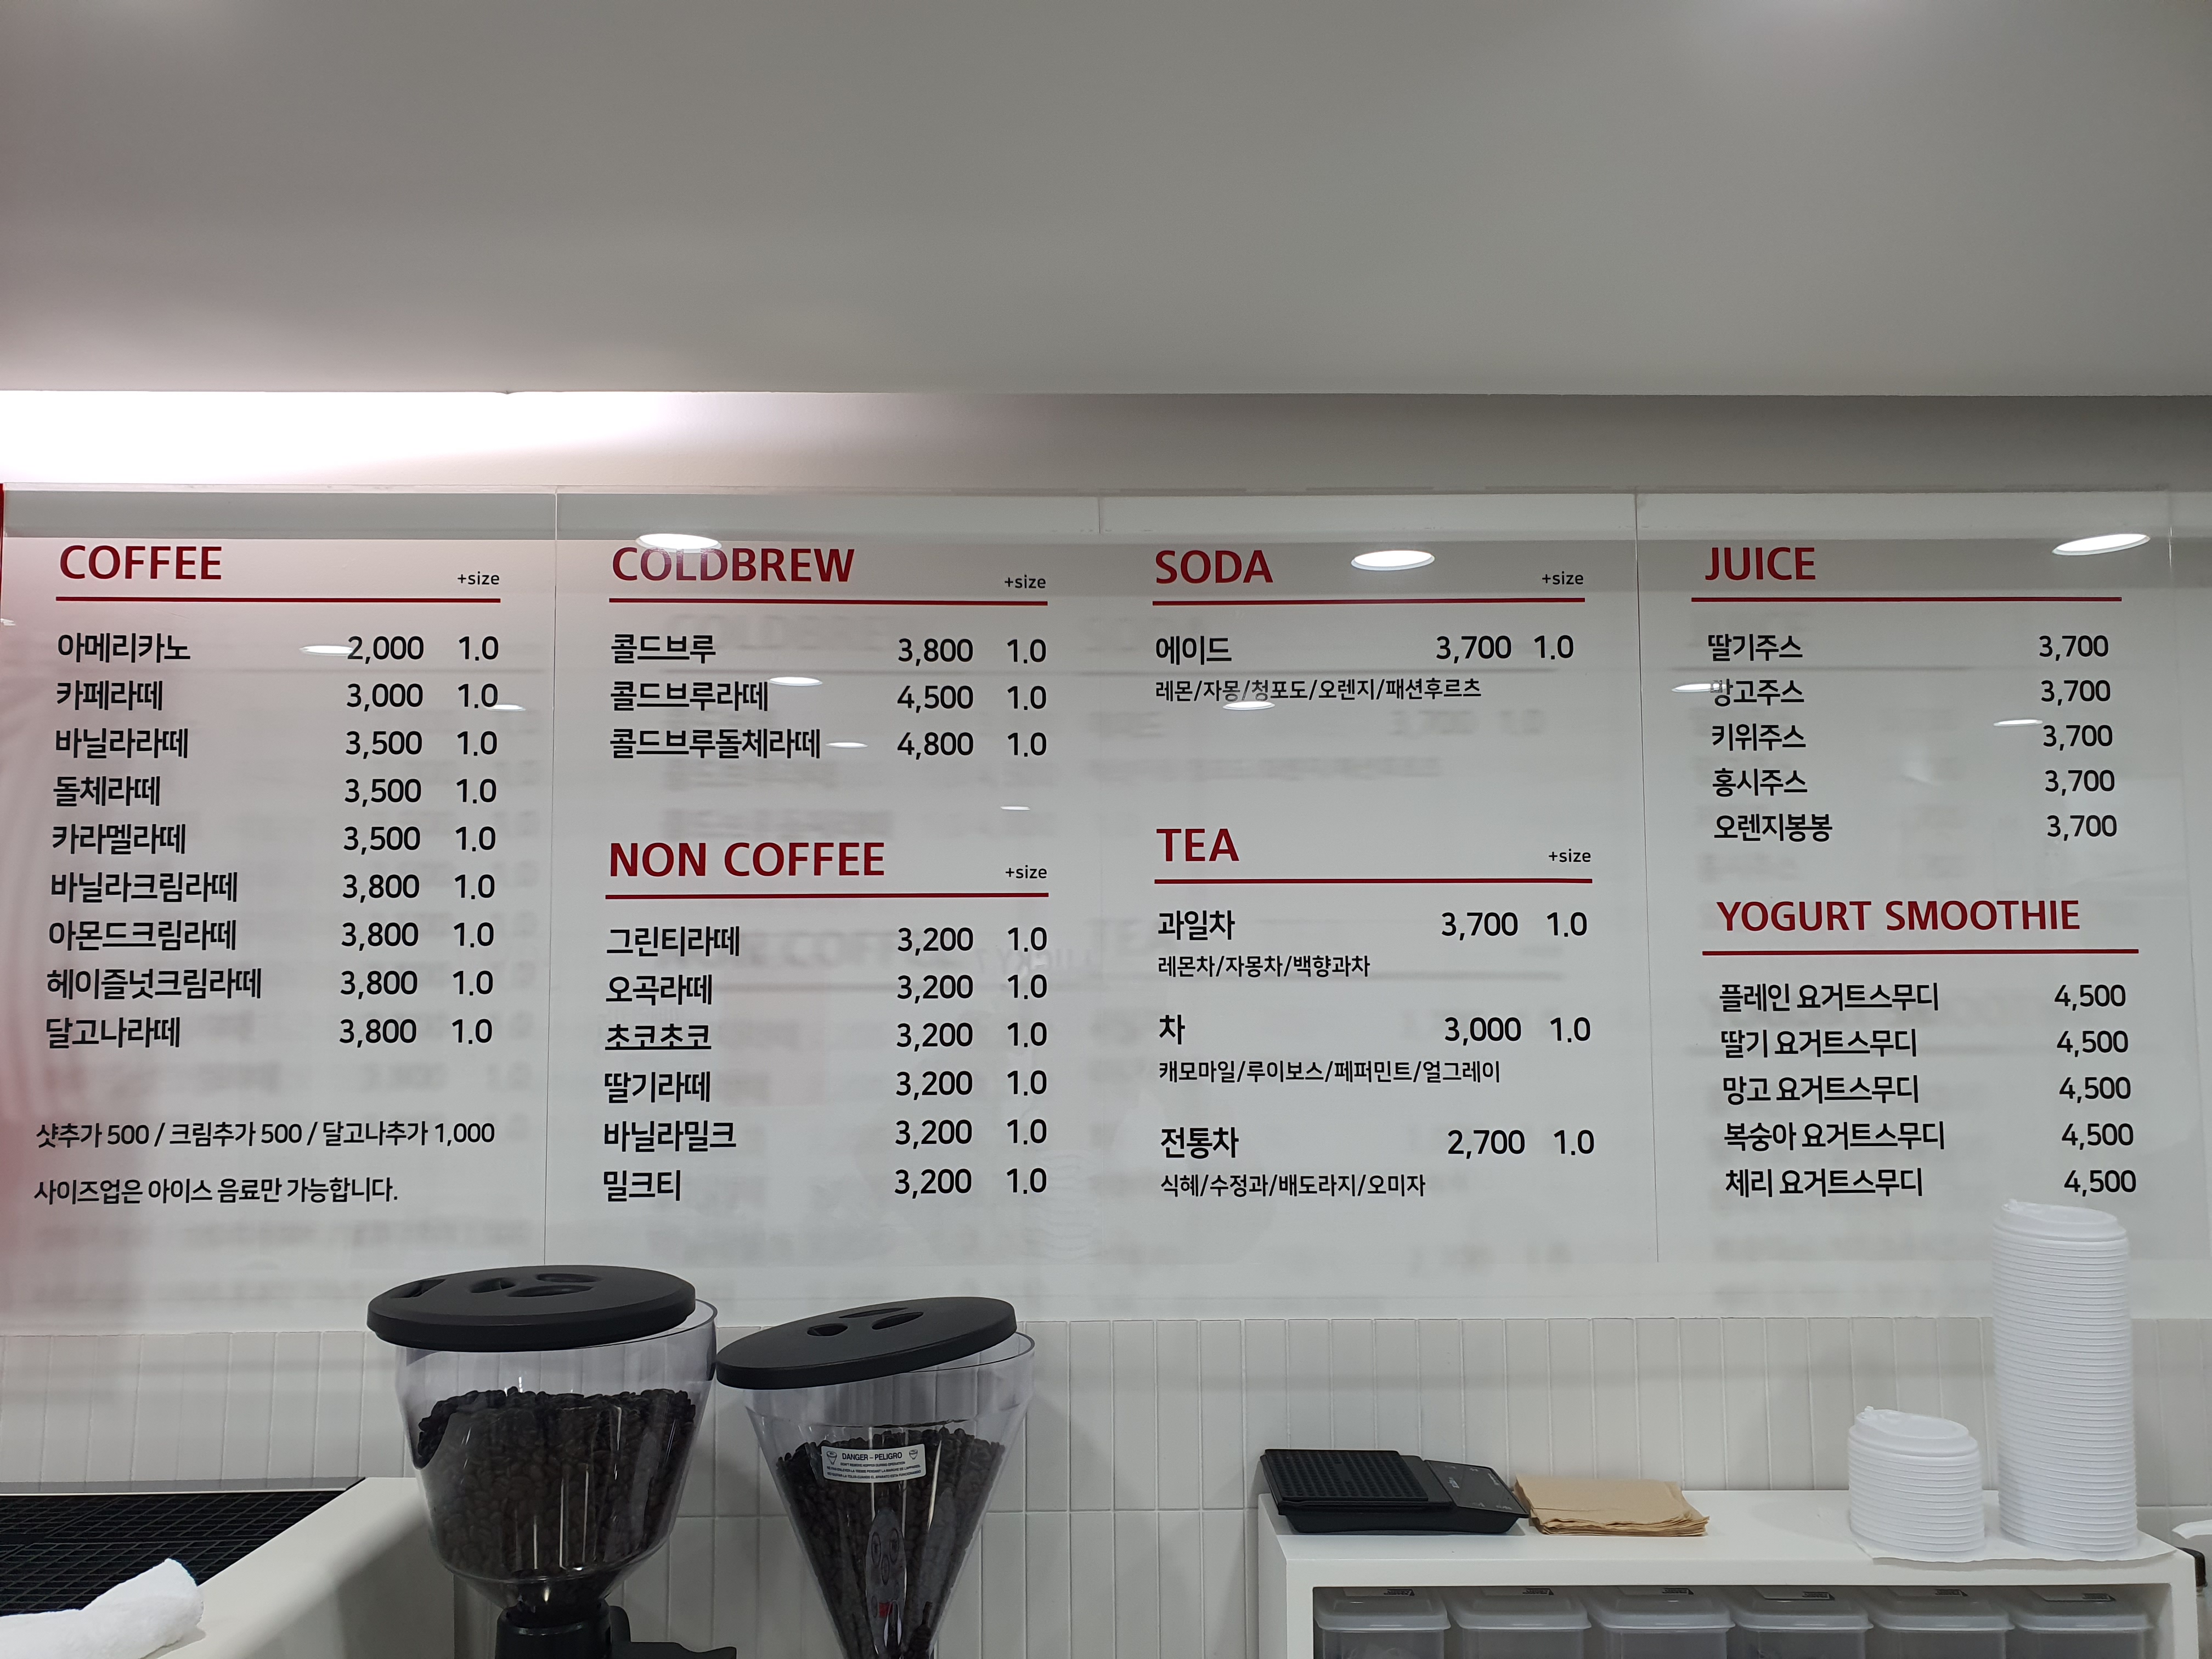 COFFEE +size
아메리카노 2,000 1.0
카페라떼 3,000 1.0
바닐라라떼 3,500 1.0
돌체라떼 3,500 1.0
카라멜라떼 3,500 1.0
바닐라크림라떼 3,800 1.0
아몬드크림라떼 3,800 1.0
헤이즐넛크림라떼 3,800 1.0
달고나라떼 3,800 1.0
샷추가 500 / 크림추가 500 / 달고나추가 1,000
사이즈업은 아이스 음료만 가능합니다.
COLDBREW +size
콜드브루 3,800 1.0
콜드브루라떼 4,500 1.0
콜드브루돌체라떼 4,800 1.0
NON COFFEE +size
그린티라떼 3,200 1.0
오곡라떼 3,200 1.0
초코초코 3,200 1.0
딸기라떼 3,200 1.0
바닐라밀크 3,200 1.0
밀크티 3,200 1.0
SODA +size
에이드 3,700 1.0
레몬/자몽/청포도/오렌지/패션후르츠
TEA +size
과일차 3,700 1.0
레몬차/자몽차/백향과차
차 3,000 1.0
캐모마일/루이보스/페퍼민트/얼그레이
전통차 2,700 1.0
식혜/수정과/배도라지/오미자
JUICE
딸기주스 3,700
망고주스 3,700
키위주스 3,700
홍시주스 3,700
오렌지봉봉 3,700
YOGURT SMOOTHIE
플레인 요거트스무디 4,500
딸기 요거트스무디 4,500
망고 요거트스무디 4,500
복숭아 요거트스무디 4,500
체리 요거트스무디 4,500
DANGER - PELIGRO